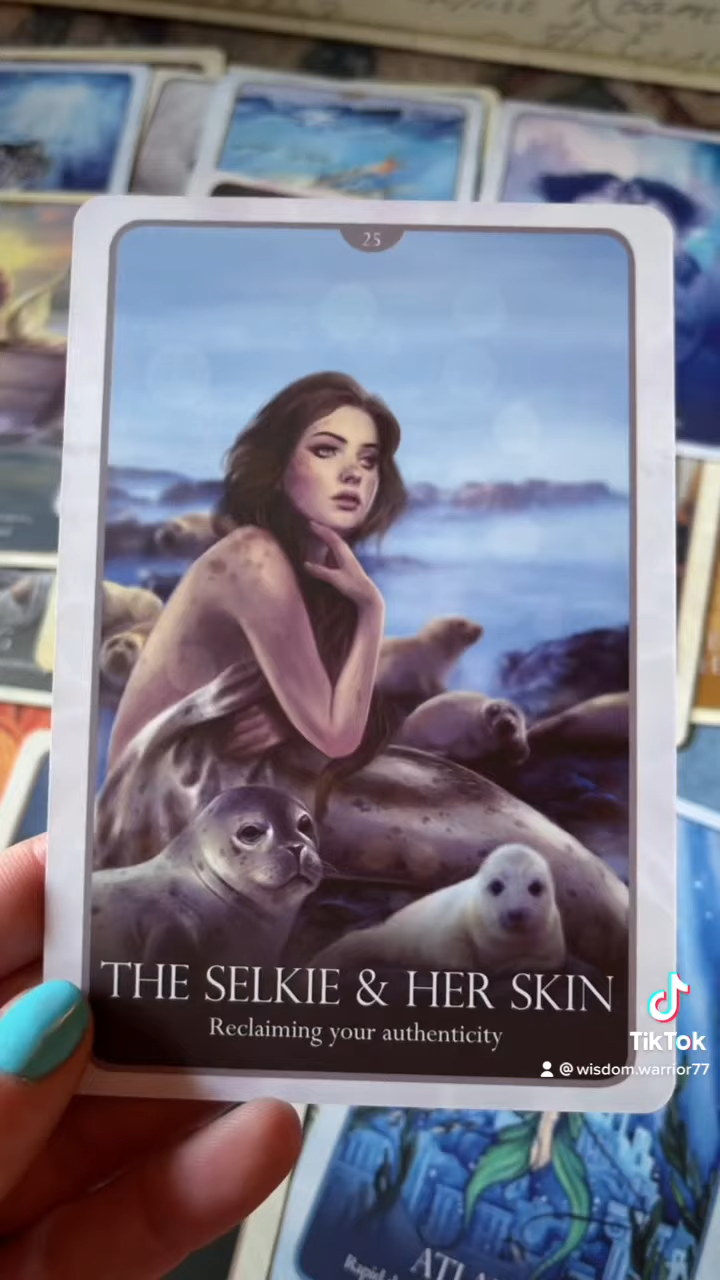 25
THE SELKIE & HER SKIN
Reclaiming your authenticity
TikTok
@wisdom.warrior77